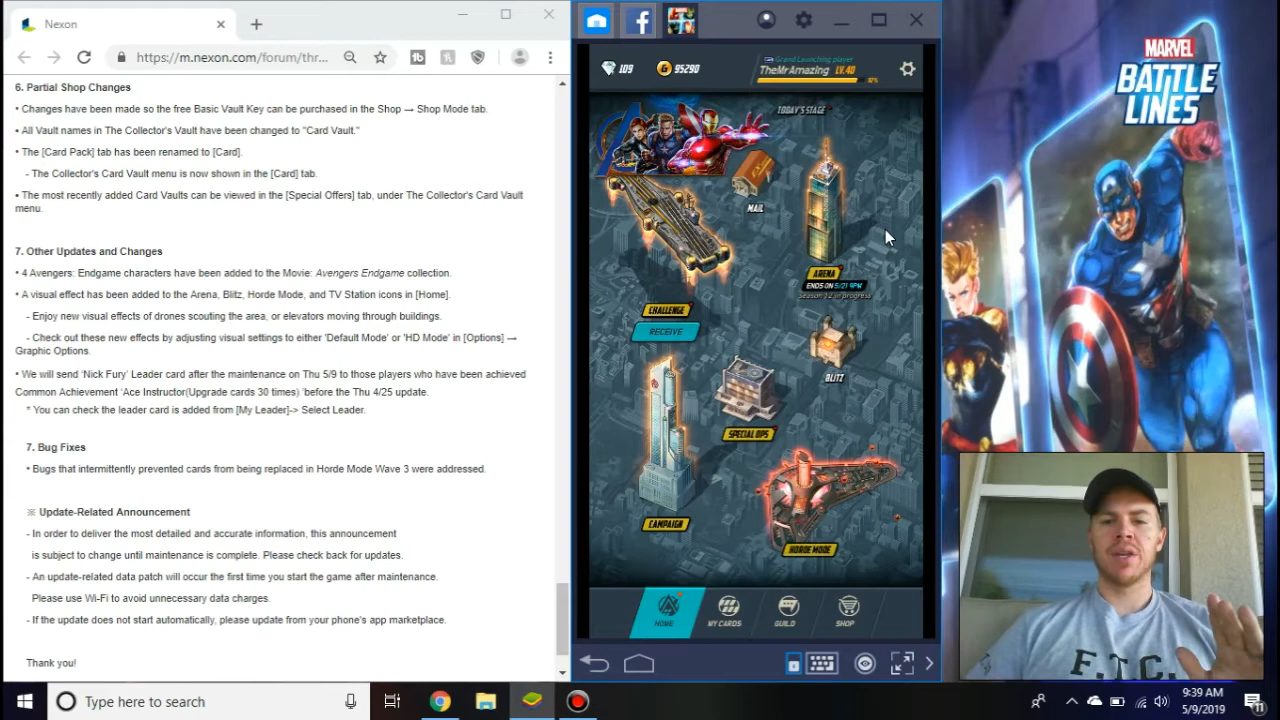 Nexon
https://m.nexon.com/forum/thr...
6. Partial Shop Changes
• Changes have been made so the free Basic Vault Key can be purchased in the Shop → Shop Mode tab.
• All Vault names in The Collector's Vault have been changed to "Card Vault."
• The [Card Pack] tab has been renamed to [Card].
- The Collector's Card Vault menu is now shown in the [Card] tab.
• The most recently added Card Vaults can be viewed in the [Special Offers] tab, under The Collector's Card Vault
menu.
7. Other Updates and Changes
• 4 Avengers: Endgame characters have been added to the Movie: Avengers Endgame collection.
• A visual effect has been added to the Arena, Blitz, Horde Mode, and TV Station icons in [Home].
- Enjoy new visual effects of drones scouting the area, or elevators moving through buildings.
- Check out these new effects by adjusting visual settings to either 'Default Mode' or 'HD Mode' in [Options] →
Graphic Options.
• We will send 'Nick Fury' Leader card after the maintenance on Thu 5/9 to those players who have been achieved
Common Achievement 'Ace Instructor(Upgrade cards 30 times) 'before the Thu 4/25 update.
* You can check the leader card is added from [My Leader]-> Select Leader.
7. Bug Fixes
• Bugs that intermittently prevented cards from being replaced in Horde Mode Wave 3 were addressed.
※ Update-Related Announcement
- In order to deliver the most detailed and accurate information, this announcement
is subject to change until maintenance is complete. Please check back for updates.
- An update-related data patch will occur the first time you start the game after maintenance.
Please use Wi-Fi to avoid unnecessary data charges.
- If the update does not start automatically, please update from your phone's app marketplace.
Thank you!
109
G 95290
Grand Launching player
TheMrAmazing LV.40
TODAY'S STAGE
MAIL
ARENA
ENDS ON 5/21 9PM
Season 12 in progress
CHALLENGE
RECEIVE
BLITZ
SPECIAL OPS
CAMPAIGN
HORDE MODE
HOME
MY CARDS
GUILD
SHOP
MARVEL
BATTLE
LINES
F.T.C.
Type here to search
9:39 AM
5/9/2019